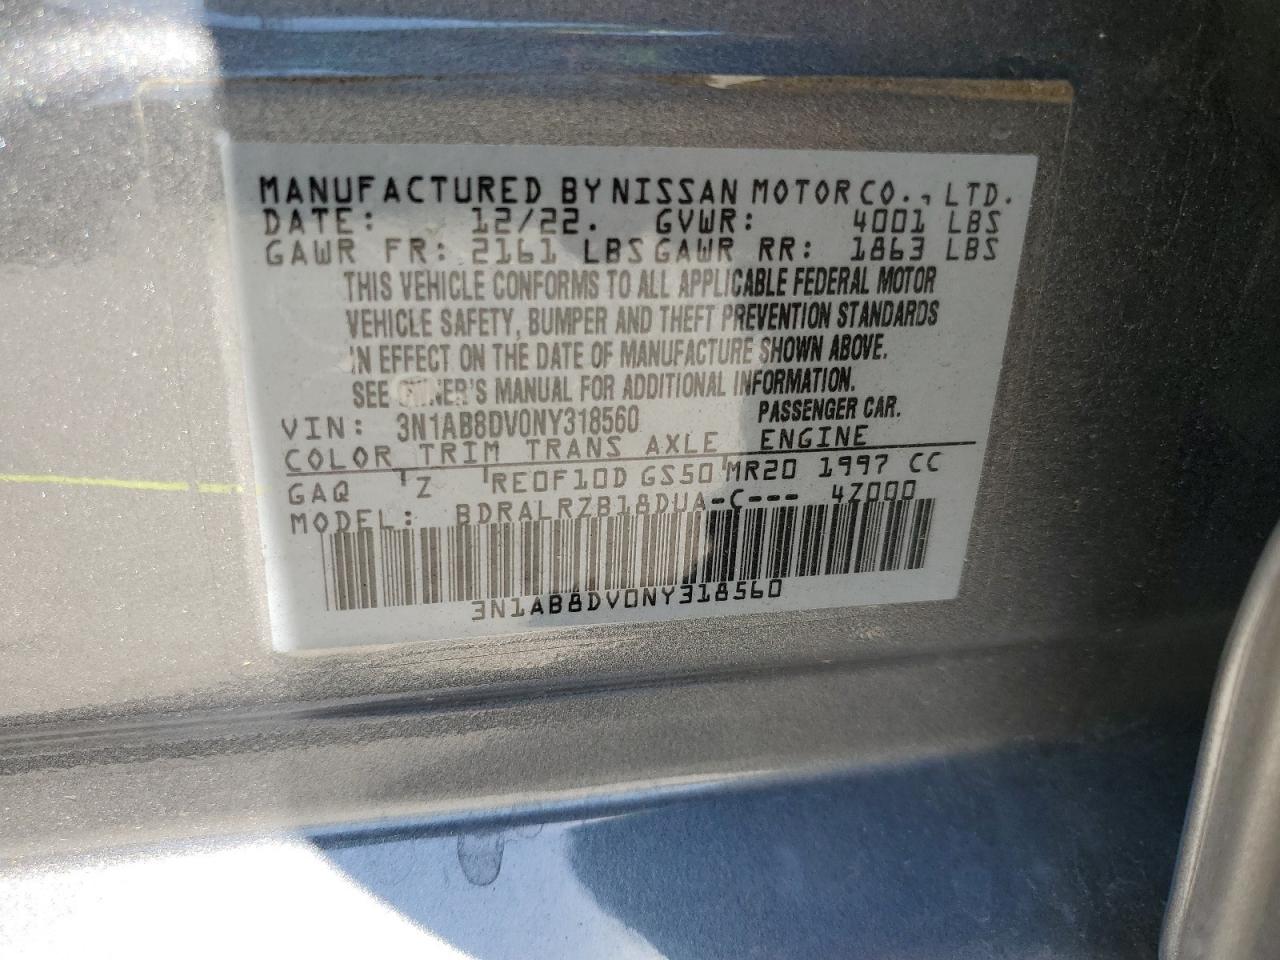 MANUFACTURED BY NISSAN MOTOR CO., LTD.
DATE: 12/22. GVWR: 4001 LBS
GAWR FR: 2161 LBS GAWR RR: 1863 LBS
THIS VEHICLE CONFORMS TO ALL APPLICABLE FEDERAL MOTOR
VEHICLE SAFETY, BUMPER AND THEFT PREVENTION STANDARDS
IN EFFECT ON THE DATE OF MANUFACTURE SHOWN ABOVE.
SEE OWNER'S MANUAL FOR ADDITIONAL INFORMATION.
VIN: 3N1AB8DV0NY318560 PASSENGER CAR.
COLOR TRIM TRANS AXLE ENGINE
GAQ Z RE0F10D GS50 MR20 1997 CC
MODEL: BDRALRZB18DUA-C--- 4Z000
3N1AB8DV0NY318560